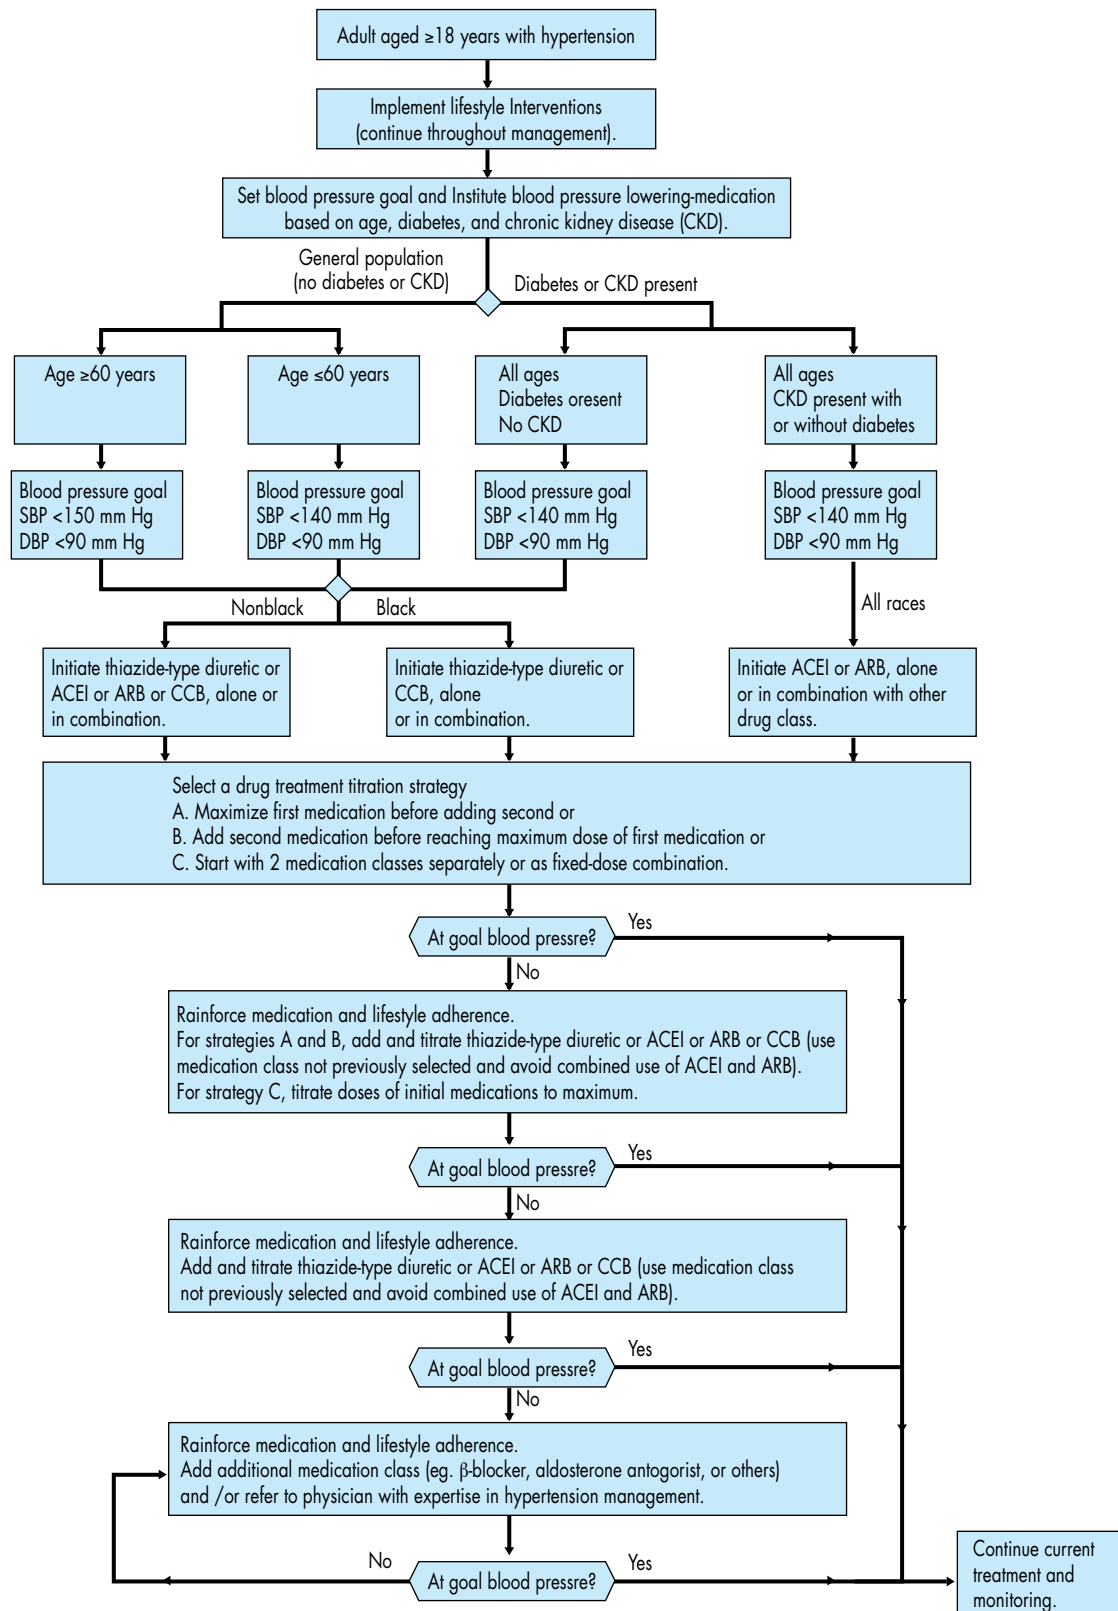 Adult aged ≥18 years with hypertension
Implement lifestyle Interventions
(continue throughout management).
Set blood pressure goal and Institute blood pressure lowering-medication
based on age, diabetes, and chronic kidney disease (CKD).
General population
(no diabetes or CKD)
Diabetes or CKD present
Age ≥60 years
Age ≤60 years
All ages
Diabetes oresent
No CKD
All ages
CKD present with
or without diabetes
Blood pressure goal
SBP <150 mm Hg
DBP <90 mm Hg
Blood pressure goal
SBP <140 mm Hg
DBP <90 mm Hg
Blood pressure goal
SBP <140 mm Hg
DBP <90 mm Hg
Blood pressure goal
SBP <140 mm Hg
DBP <90 mm Hg
Nonblack
Black
All races
Initiate thiazide-type diuretic or
ACEI or ARB or CCB, alone or
in combination.
Initiate thiazide-type diuretic or
CCB, alone
or in combination.
Initiate ACEI or ARB, alone
or in combination with other
drug class.
Select a drug treatment titration strategy
A. Maximize first medication before adding second or
B. Add second medication before reaching maximum dose of first medication or
C. Start with 2 medication classes separately or as fixed-dose combination.
At goal blood pressre?
Yes
No
Rainforce medication and lifestyle adherence.
For strategies A and B, add and titrate thiazide-type diuretic or ACEI or ARB or CCB (use
medication class not previously selected and avoid combined use of ACEI and ARB).
For strategy C, titrate doses of initial medications to maximum.
At goal blood pressre?
Yes
No
Rainforce medication and lifestyle adherence.
Add and titrate thiazide-type diuretic or ACEI or ARB or CCB (use medication class
not previously selected and avoid combined use of ACEI and ARB).
At goal blood pressre?
Yes
No
Rainforce medication and lifestyle adherence.
Add additional medication class (eg. β-blocker, aldosterone antogorist, or others)
and /or refer to physician with expertise in hypertension management.
No
At goal blood pressre?
Yes
Continue current
treatment and
monitoring.